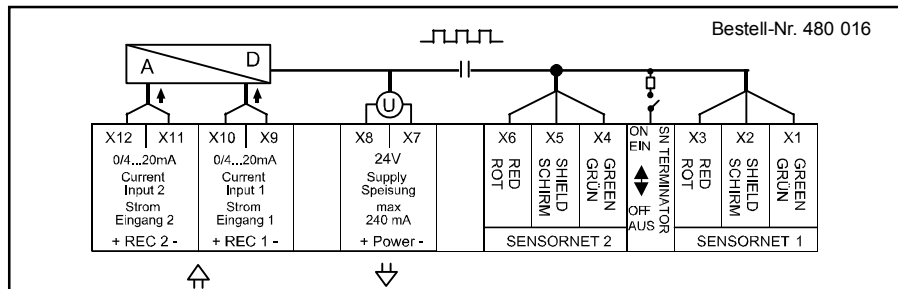 Bestell-Nr. 480 016
A D
U
X12 X11 X10 X9 X8 X7 X6 X5 X4 ON X3 X2 X1
EIN
0/4...20mA 0/4...20mA 24V
Current Current Supply
Input 2 Input 1 Speisung
Strom Strom max
Eingang 2 Eingang 1 240 mA
+ REC 2 - + REC 1 - + Power -
RED
ROT
SHIELD
SCHIRM
GREEN
GRÜN
SENSORNET 2
SN TERMINATOR
OFF
AUS
RED
ROT
SHIELD
SCHIRM
GREEN
GRÜN
SENSORNET 1